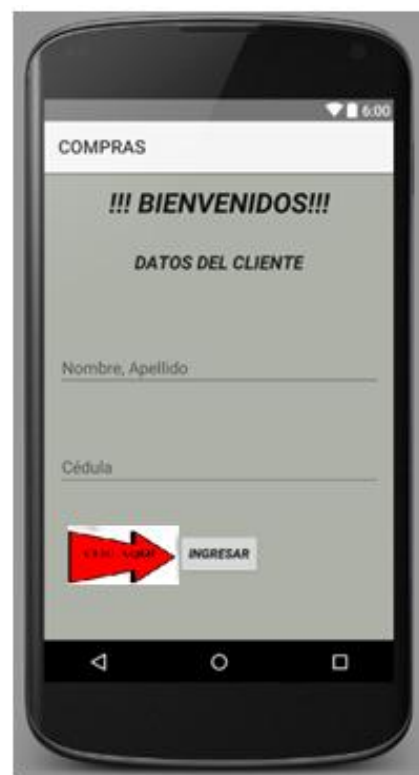 6:00
COMPRAS
!!! BIENVENIDOS!!!
DATOS DEL CLIENTE
Nombre, Apellido
Cédula
INGRESAR